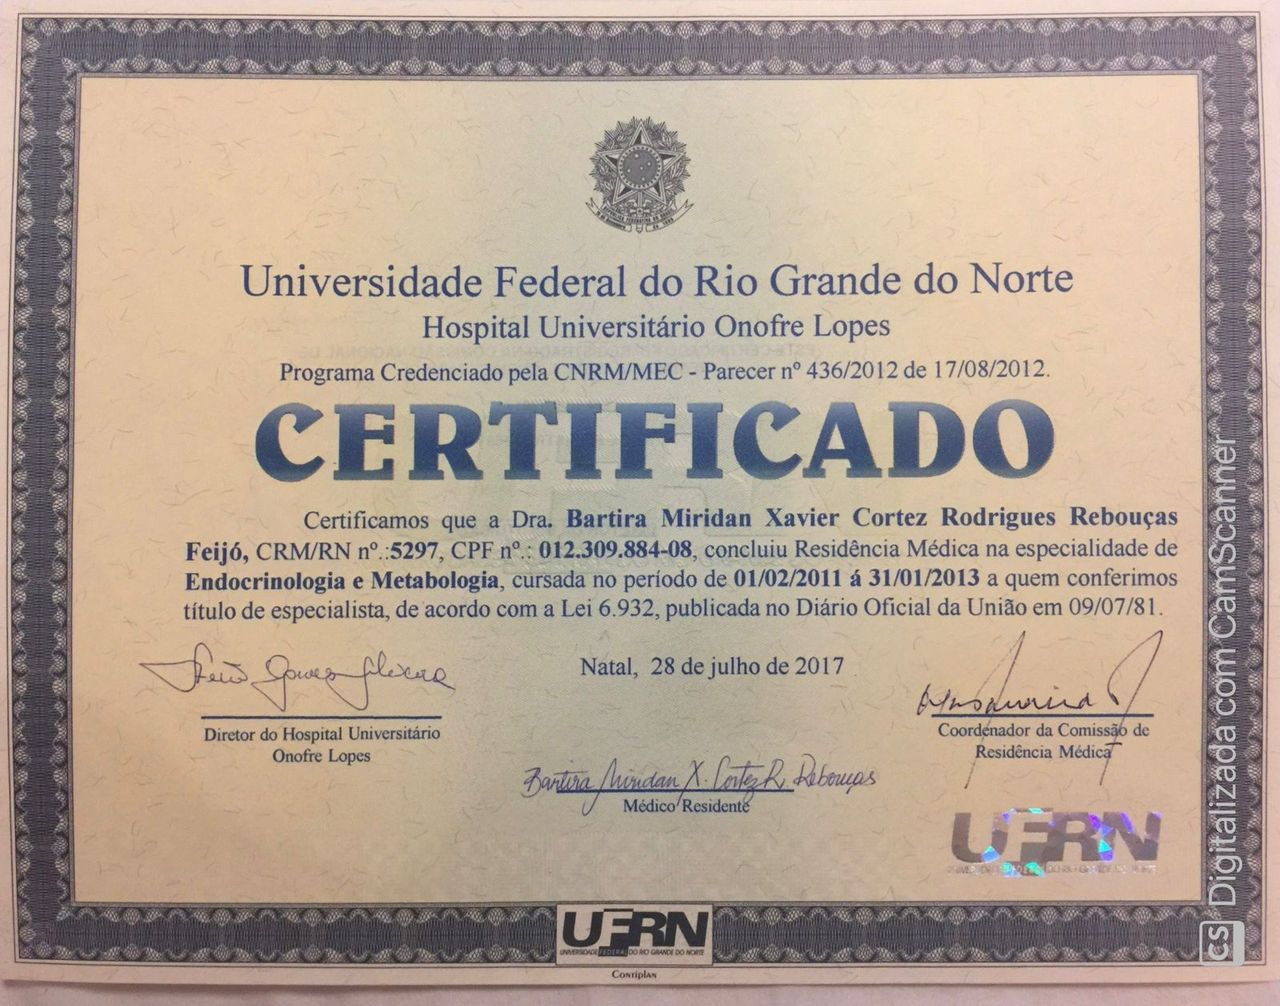 Universidade Federal do Rio Grande do Norte
Hospital Universitário Onofre Lopes
Programa Credenciado pela CNRM/MEC - Parecer nº 436/2012 de 17/08/2012.
CERTIFICADO
Certificamos que a Dra. Bartira Miridan Xavier Cortez Rodrigues Rebouças
Feijó, CRM/RN nº.:5297, CPF nº.: 012.309.884-08, concluiu Residência Médica na especialidade de
Endocrinologia e Metabologia, cursada no período de 01/02/2011 á 31/01/2013 a quem conferimos
título de especialista, de acordo com a Lei 6.932, publicada no Diário Oficial da União em 09/07/81.
Natal, 28 de julho de 2017
Diretor do Hospital Universitário
Onofre Lopes
Coordenador da Comissão de
Residência Médica
Bartira Miridan X. Cortez R. Rebouças
Médico Residente
UFRN
UFRN
UNIVERSIDADE FEDERAL DO RIO GRANDE DO NORTE
Contiplan
CS Digitalizada com CamScanner